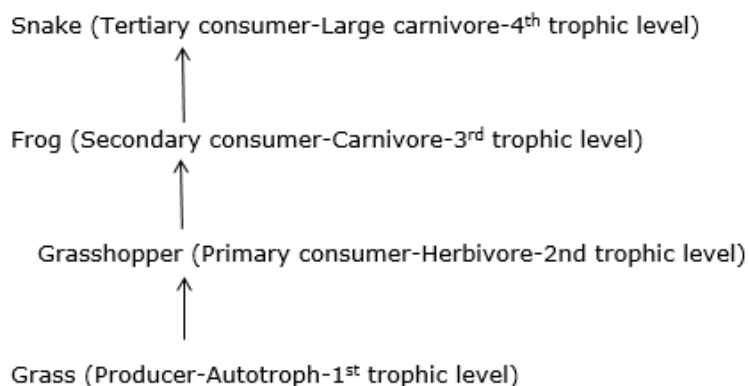 Snake (Tertiary consumer-Large carnivore-4th trophic level)
Frog (Secondary consumer-Carnivore-3rd trophic level)
Grasshopper (Primary consumer-Herbivore-2nd trophic level)
Grass (Producer-Autotroph-1st trophic level)